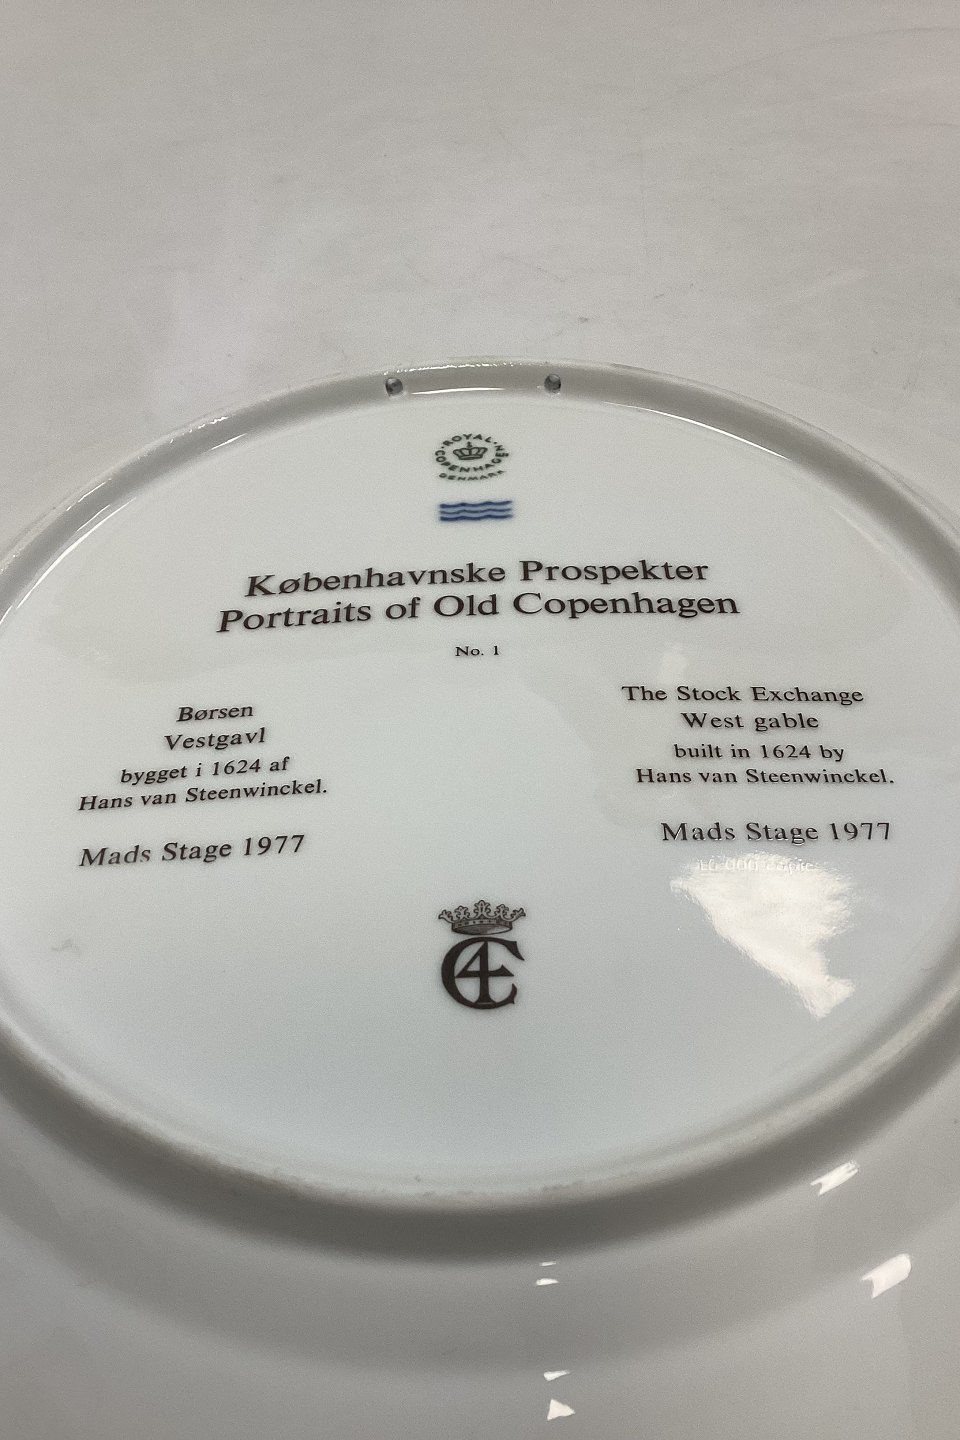 ROYAL COPENHAGEN
DENMARK
Københavnske Prospekter
Portraits of Old Copenhagen
No. 1
Børsen
Vestgavl
bygget i 1624 af
Hans van Steenwinckel.
Mads Stage 1977
The Stock Exchange
West gable
built in 1624 by
Hans van Steenwinckel.
Mads Stage 1977
C4E